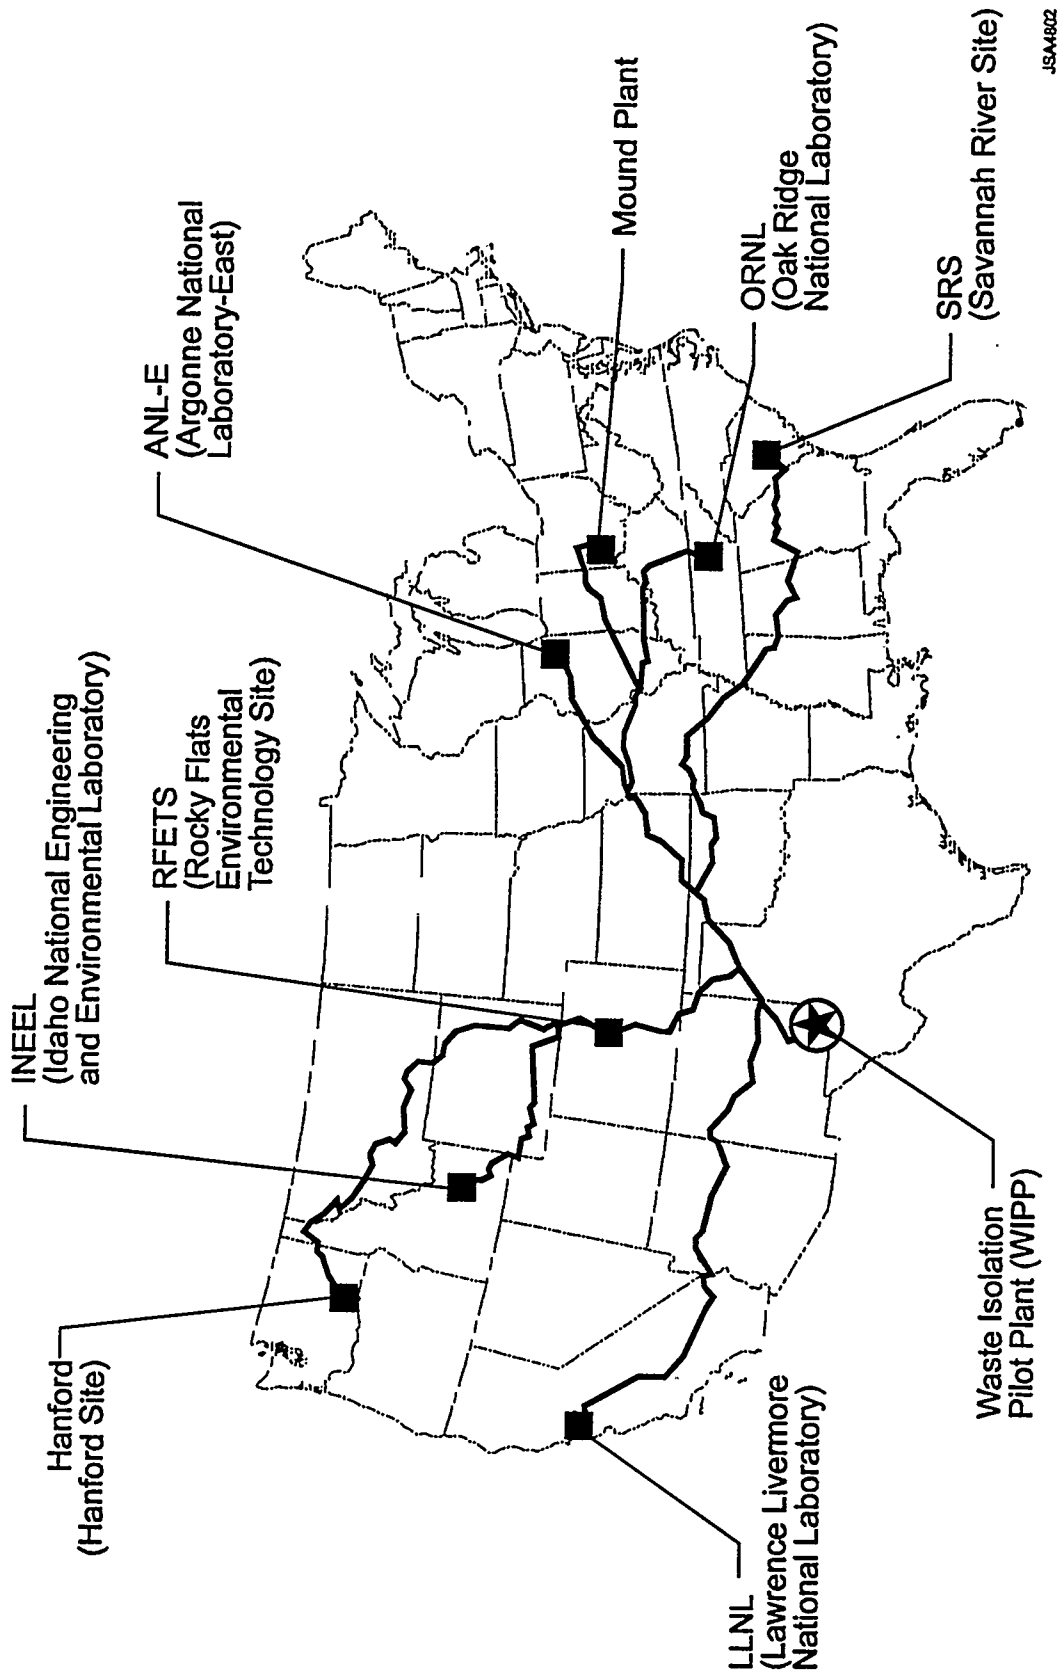 Hanford
(Hanford Site)
INEEL
(Idaho National Engineering
and Environmental Laboratory)
RFETS
(Rocky Flats
Environmental
Technology Site)
ANL-E
(Argonne National
Laboratory-East)
Mound Plant
ORNL
(Oak Ridge
National Laboratory)
SRS
(Savannah River Site)
LLNL
(Lawrence Livermore
National Laboratory)
Waste Isolation
Pilot Plant (WIPP)
JSA4802